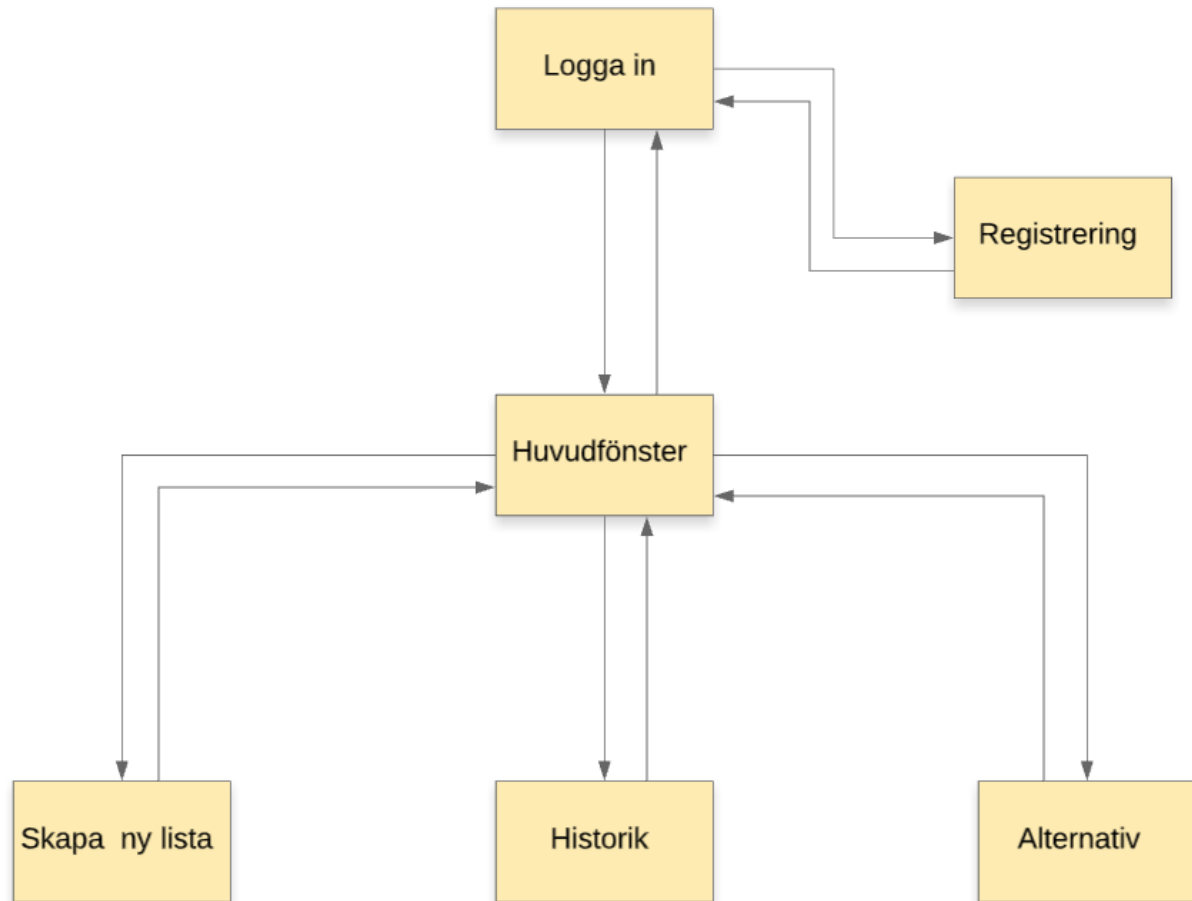 Logga in
Registrering
Huvudfönster
Skapa ny lista
Historik
Alternativ